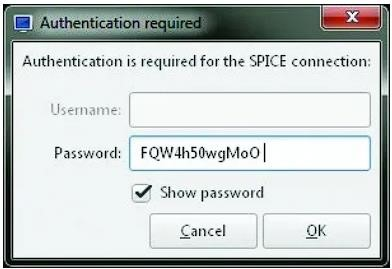 Authentication required
Authentication is required for the SPICE connection:
Username:
Password: FQW4h50wgMoO
Show password
Cancel OK